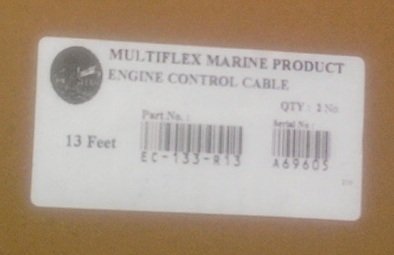 MULTIFLEX MARINE PRODUCT
ENGINE CONTROL CABLE
QTY : 1 No.
Part No. :
Serial No :
13 Feet
EC-133-R13
A69605